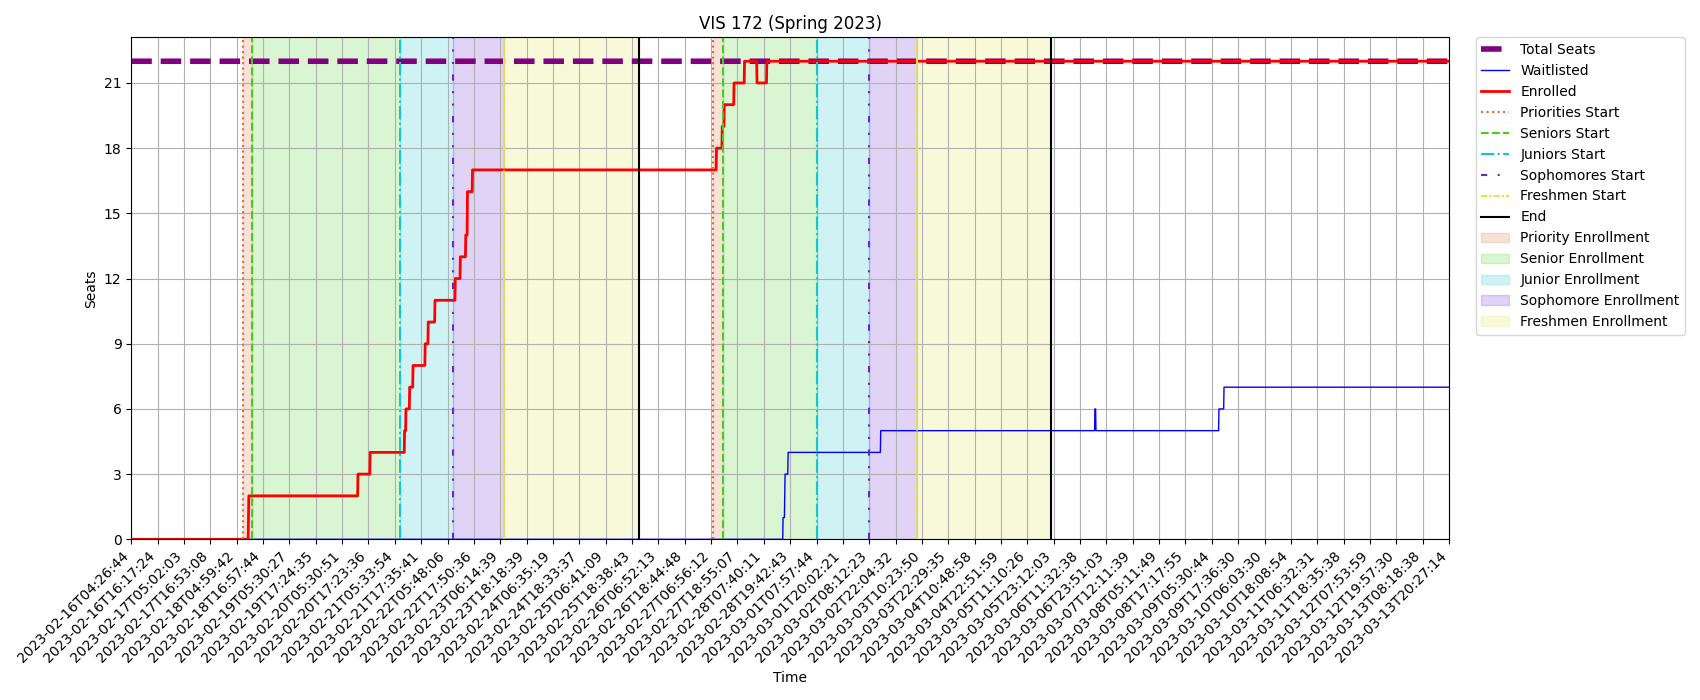 VIS 172 (Spring 2023)
Seats
21
18
15
12
9
6
3
0
2023-02-16T04:26:44
2023-02-16T16:17:24
2023-02-17T05:02:03
2023-02-17T16:53:08
2023-02-18T04:59:42
2023-02-18T16:57:44
2023-02-19T05:30:27
2023-02-19T17:24:35
2023-02-20T05:30:51
2023-02-20T17:23:36
2023-02-21T05:33:54
2023-02-21T17:35:41
2023-02-22T05:48:06
2023-02-22T17:50:36
2023-02-23T06:14:39
2023-02-23T18:18:39
2023-02-24T06:35:19
2023-02-24T18:33:37
2023-02-25T06:41:09
2023-02-25T18:38:43
2023-02-26T06:52:13
2023-02-26T18:44:48
2023-02-27T06:56:12
2023-02-27T18:55:07
2023-02-28T07:40:11
2023-02-28T19:42:43
2023-03-01T07:57:44
2023-03-01T20:02:21
2023-03-02T08:12:23
2023-03-02T22:04:32
2023-03-03T10:23:50
2023-03-03T22:29:35
2023-03-04T10:48:58
2023-03-04T22:51:59
2023-03-05T11:10:26
2023-03-05T23:12:03
2023-03-06T11:32:38
2023-03-06T23:51:03
2023-03-07T12:11:39
2023-03-08T05:11:49
2023-03-08T17:17:55
2023-03-09T05:30:44
2023-03-09T17:36:30
2023-03-10T06:03:30
2023-03-10T18:08:54
2023-03-11T06:32:31
2023-03-11T18:35:38
2023-03-12T07:53:59
2023-03-12T19:57:30
2023-03-13T08:18:38
2023-03-13T20:27:14
Time
Total Seats
Waitlisted
Enrolled
Priorities Start
Seniors Start
Juniors Start
Sophomores Start
Freshmen Start
End
Priority Enrollment
Senior Enrollment
Junior Enrollment
Sophomore Enrollment
Freshmen Enrollment